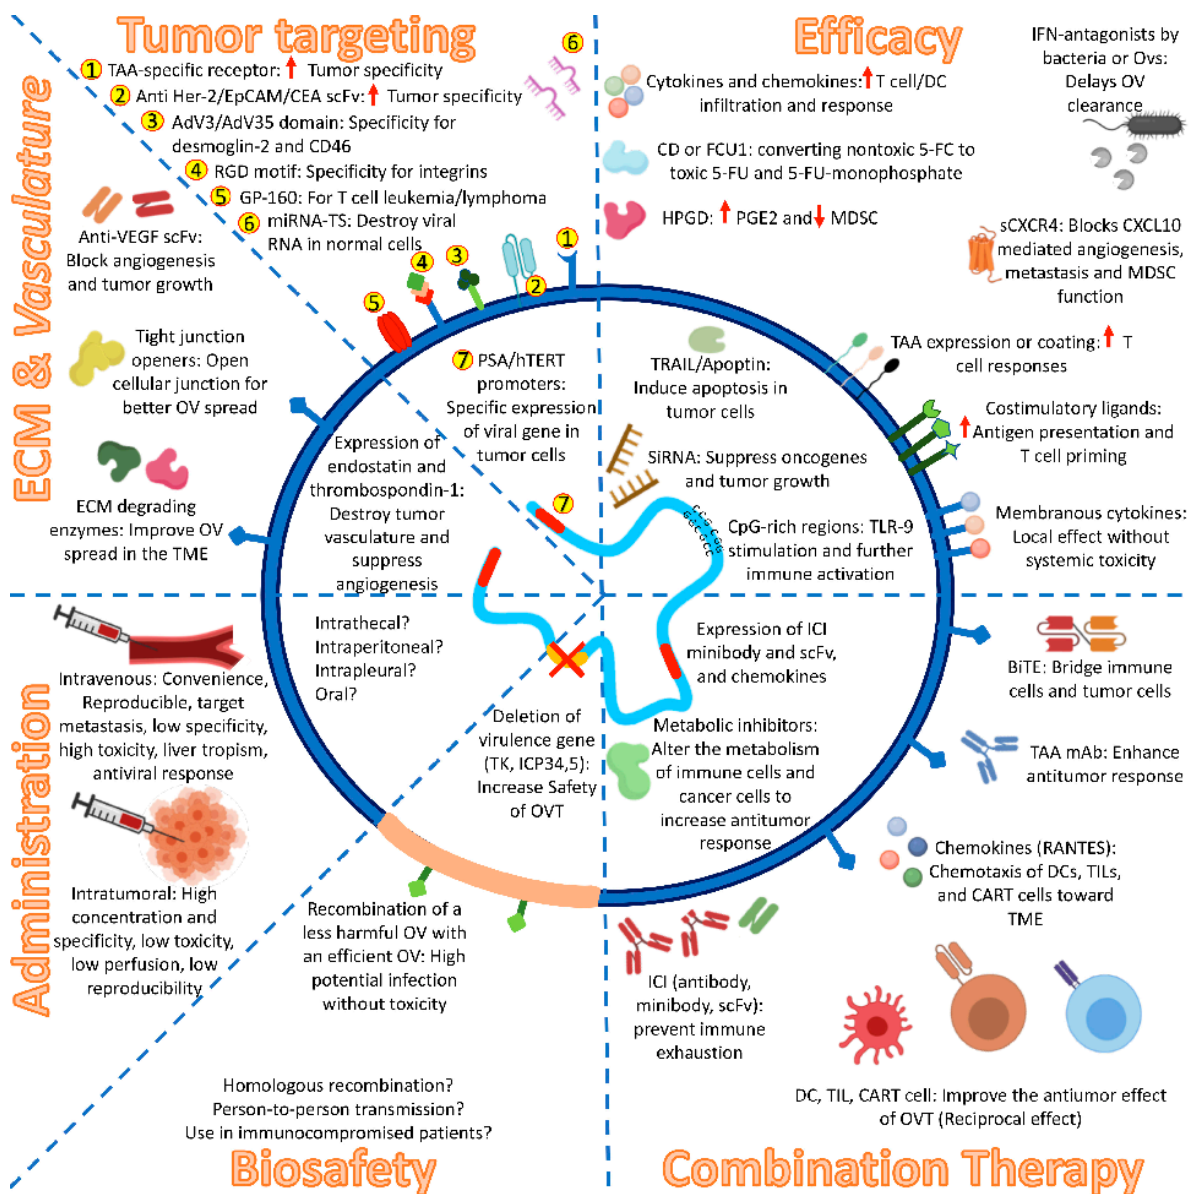 Tumor targeting
1 TAA-specific receptor: Tumor specificity
2 Anti Her-2/EpCAM/CEA scFv: Tumor specificity
3 AdV3/AdV35 domain: Specificity for
desmoglin-2 and CD46
4 RGD motif: Specificity for integrins
5 GP-160: For T cell leukemia/lymphoma
6 miRNA-TS: Destroy viral
RNA in normal cells
6
1
2
3
4
5
7 PSA/hTERT
promoters:
Specific expression
of viral gene in
tumor cells
7
ECM & Vasculature
Anti-VEGF scFv:
Block angiogenesis
and tumor growth
Tight junction
openers: Open
cellular junction for
better OV spread
ECM degrading
enzymes: Improve OV
spread in the TME
Expression of
endostatin and
thrombospondin-1:
Destroy tumor
vasculature and
suppress
angiogenesis
Efficacy
Cytokines and chemokines: T cell/DC
infiltration and response
CD or FCU1: converting nontoxic 5-FC to
toxic 5-FU and 5-FU-monophosphate
HPGD: PGE2 and MDSC
IFN-antagonists by
bacteria or Ovs:
Delays OV
clearance
sCXCR4: Blocks CXCL10
mediated angiogenesis,
metastasis and MDSC
function
TAA expression or coating: T
cell responses
Costimulatory ligands:
Antigen presentation and
T cell priming
Membranous cytokines:
Local effect without
systemic toxicity
TRAIL/Apoptin:
Induce apoptosis in
tumor cells
SiRNA: Suppress oncogenes
and tumor growth
CpG-rich regions: TLR-9
stimulation and further
immune activation
Administration
Intravenous: Convenience,
Reproducible, target
metastasis, low specificity,
high toxicity, liver tropism,
antiviral response
Intratumoral: High
concentration and
specificity, low toxicity,
low perfusion, low
reproducibility
Intrathecal?
Intraperitoneal?
Intrapleural?
Oral?
Deletion of
virulence gene
(TK, ICP34,5):
Increase Safety
of OVT
Recombination of a
less harmful OV with
an efficient OV: High
potential infection
without toxicity
Homologous recombination?
Person-to-person transmission?
Use in immunocompromised patients?
Biosafety
Expression of ICI
minibody and scFv,
and chemokines
Metabolic inhibitors:
Alter the metabolism
of immune cells and
cancer cells to
increase antitumor
response
BiTE: Bridge immune
cells and tumor cells
TAA mAb: Enhance
antitumor response
Chemokines (RANTES):
Chemotaxis of DCs, TILs,
and CART cells toward
TME
ICI (antibody,
minibody, scFv):
prevent immune
exhaustion
DC, TIL, CART cell: Improve the antiumor effect
of OVT (Reciprocal effect)
Combination Therapy